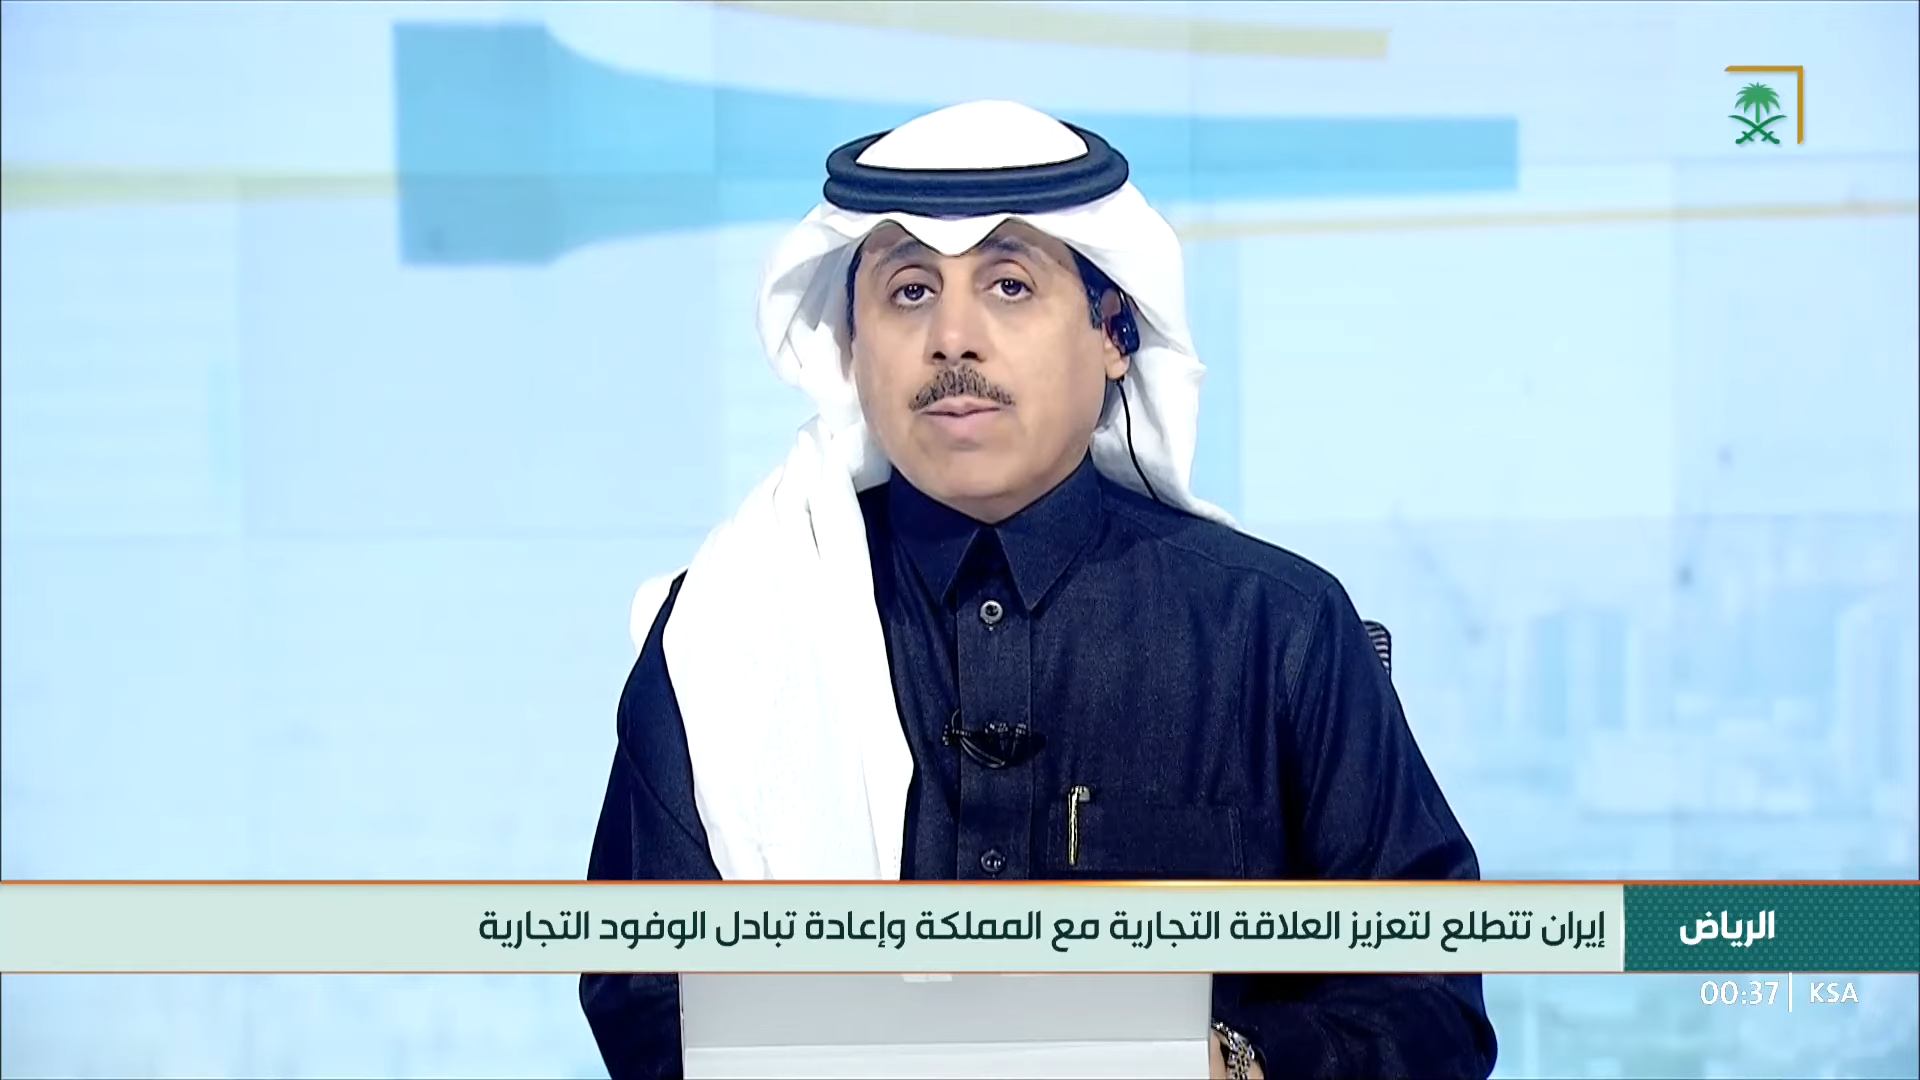 الرياض
إيران تتطلع لتعزيز العلاقة التجارية مع المملكة وإعادة تبادل الوفود التجارية
00:37 | KSA